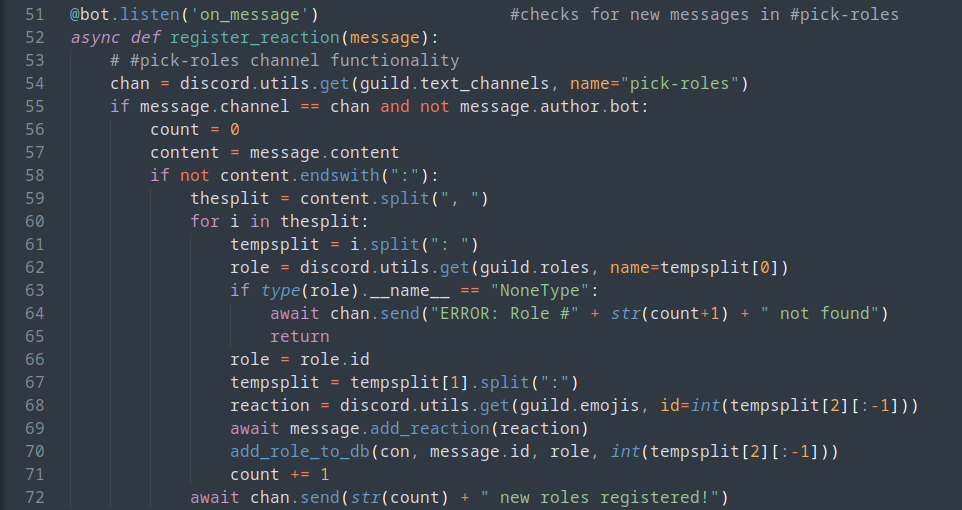 51 @bot.listen('on_message')                   #checks for new messages in #pick-roles
52 async def register_reaction(message):
53     # #pick-roles channel functionality
54     chan = discord.utils.get(guild.text_channels, name="pick-roles")
55     if message.channel == chan and not message.author.bot:
56         count = 0
57         content = message.content
58         if not content.endswith(":"):
59             thesplit = content.split(", ")
60             for i in thesplit:
61                 tempsplit = i.split(": ")
62                 role = discord.utils.get(guild.roles, name=tempsplit[0])
63                 if type(role).__name__ == "NoneType":
64                     await chan.send("ERROR: Role #" + str(count+1) + " not found")
65                     return
66                 role = role.id
67                 tempsplit = tempsplit[1].split(":")
68                 reaction = discord.utils.get(guild.emojis, id=int(tempsplit[2][:-1]))
69                 await message.add_reaction(reaction)
70                 add_role_to_db(con, message.id, role, int(tempsplit[2][:-1]))
71                 count += 1
72             await chan.send(str(count) + " new roles registered!")